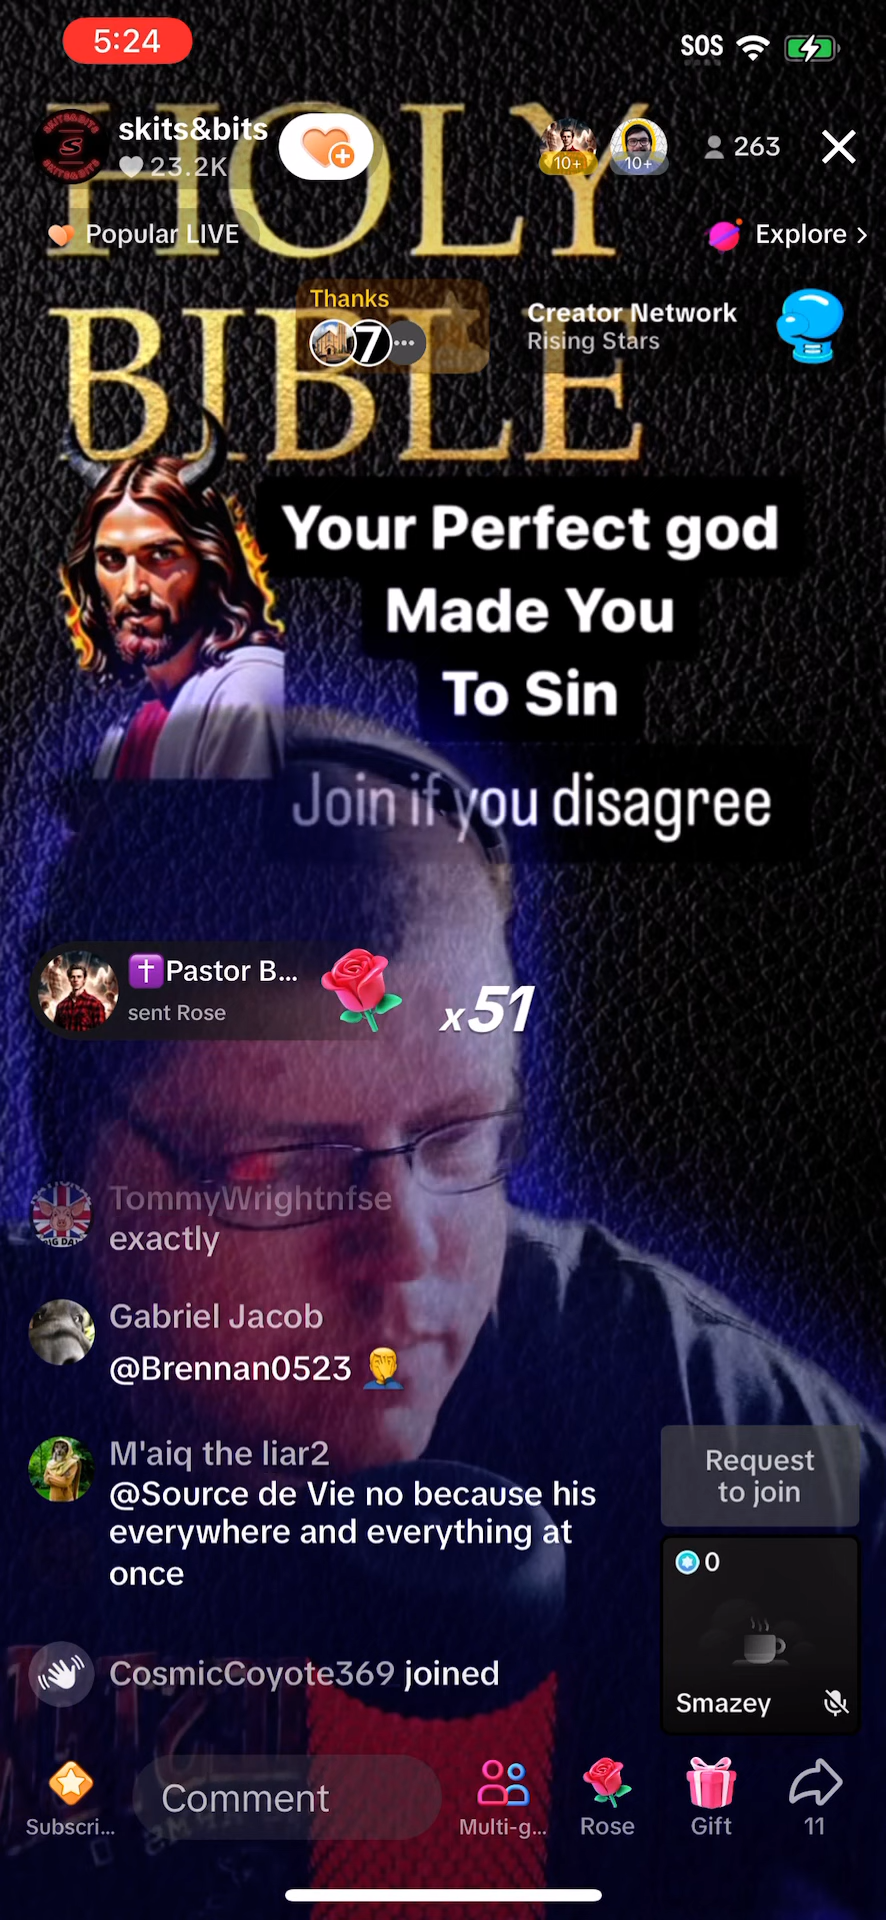 5:24
SOS
HOLY
skits&bits
23.2K
10+
10+
263
Popular LIVE
Explore >
BIBLE
Thanks
7
Creator Network
Rising Stars
Your Perfect god
Made You
To Sin
Join if you disagree
✝️Pastor B...
sent Rose
x51
TommyWrightnfse
exactly
Gabriel Jacob
@Brennan0523 🤦‍♂️
M'aiq the liar2
@Source de Vie no because his
everywhere and everything at
once
CosmicCoyote369 joined
Request
to join
0
Smazey
Comment
Subscri...
Multi-g...
Rose
Gift
11